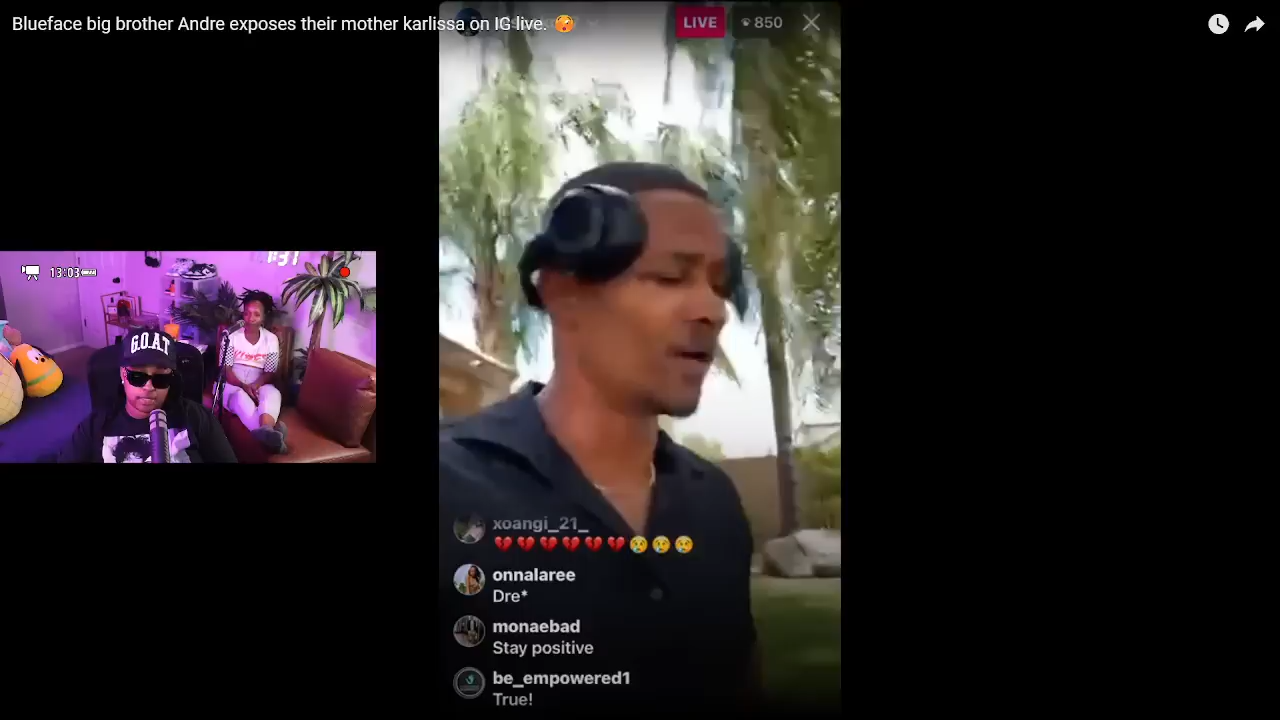 Blueface big brother Andre exposes their mother karlissa on IG live. 😲
LIVE
850
13:03
G.O.A.T
xoangi_21_
💔💔💔💔💔💔😢😢😢
onnalaree
Dre*
monaebad
Stay positive
be_empowered1
True!